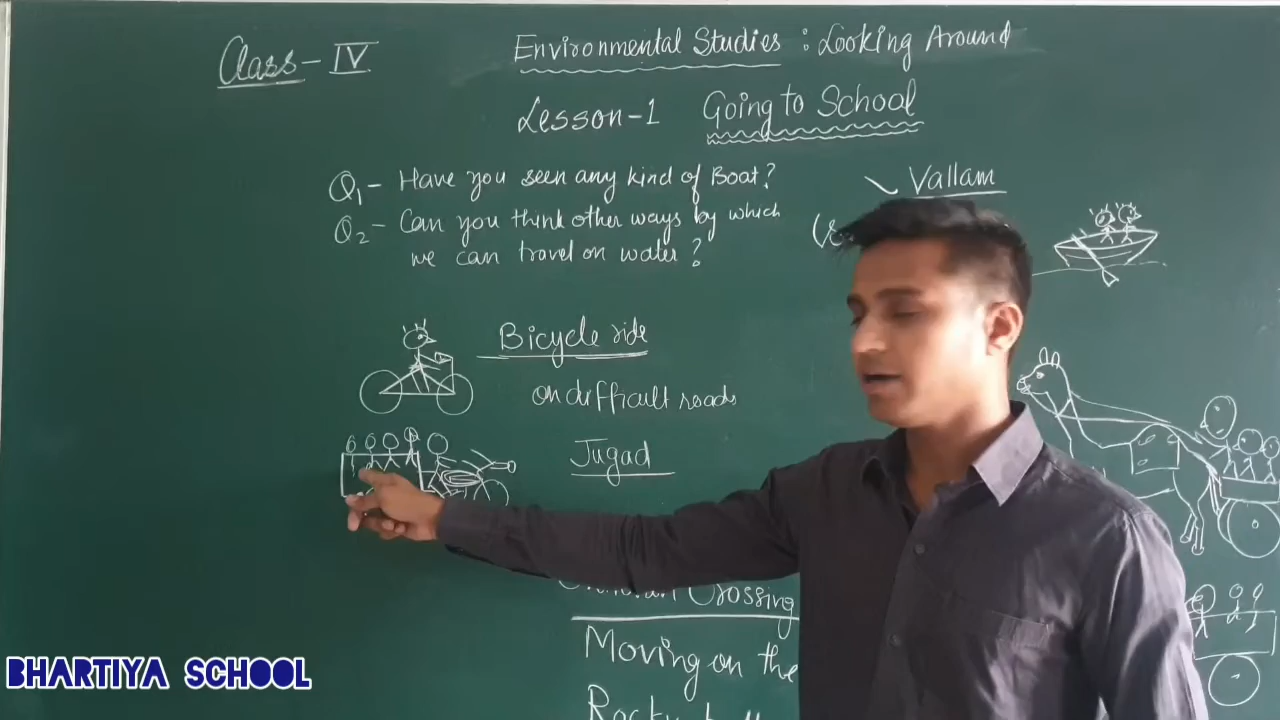 Class - IV
Environmental Studies : Looking Around
Lesson-1 Going to School
Q1- Have you seen any kind of Boat?
Q2- Can you think other ways by which
we can travel on water?
Vallam
Bicycle ride
on difficult roads
Jugad
Crossing
Moving on the
BHARTIYA SCHOOL